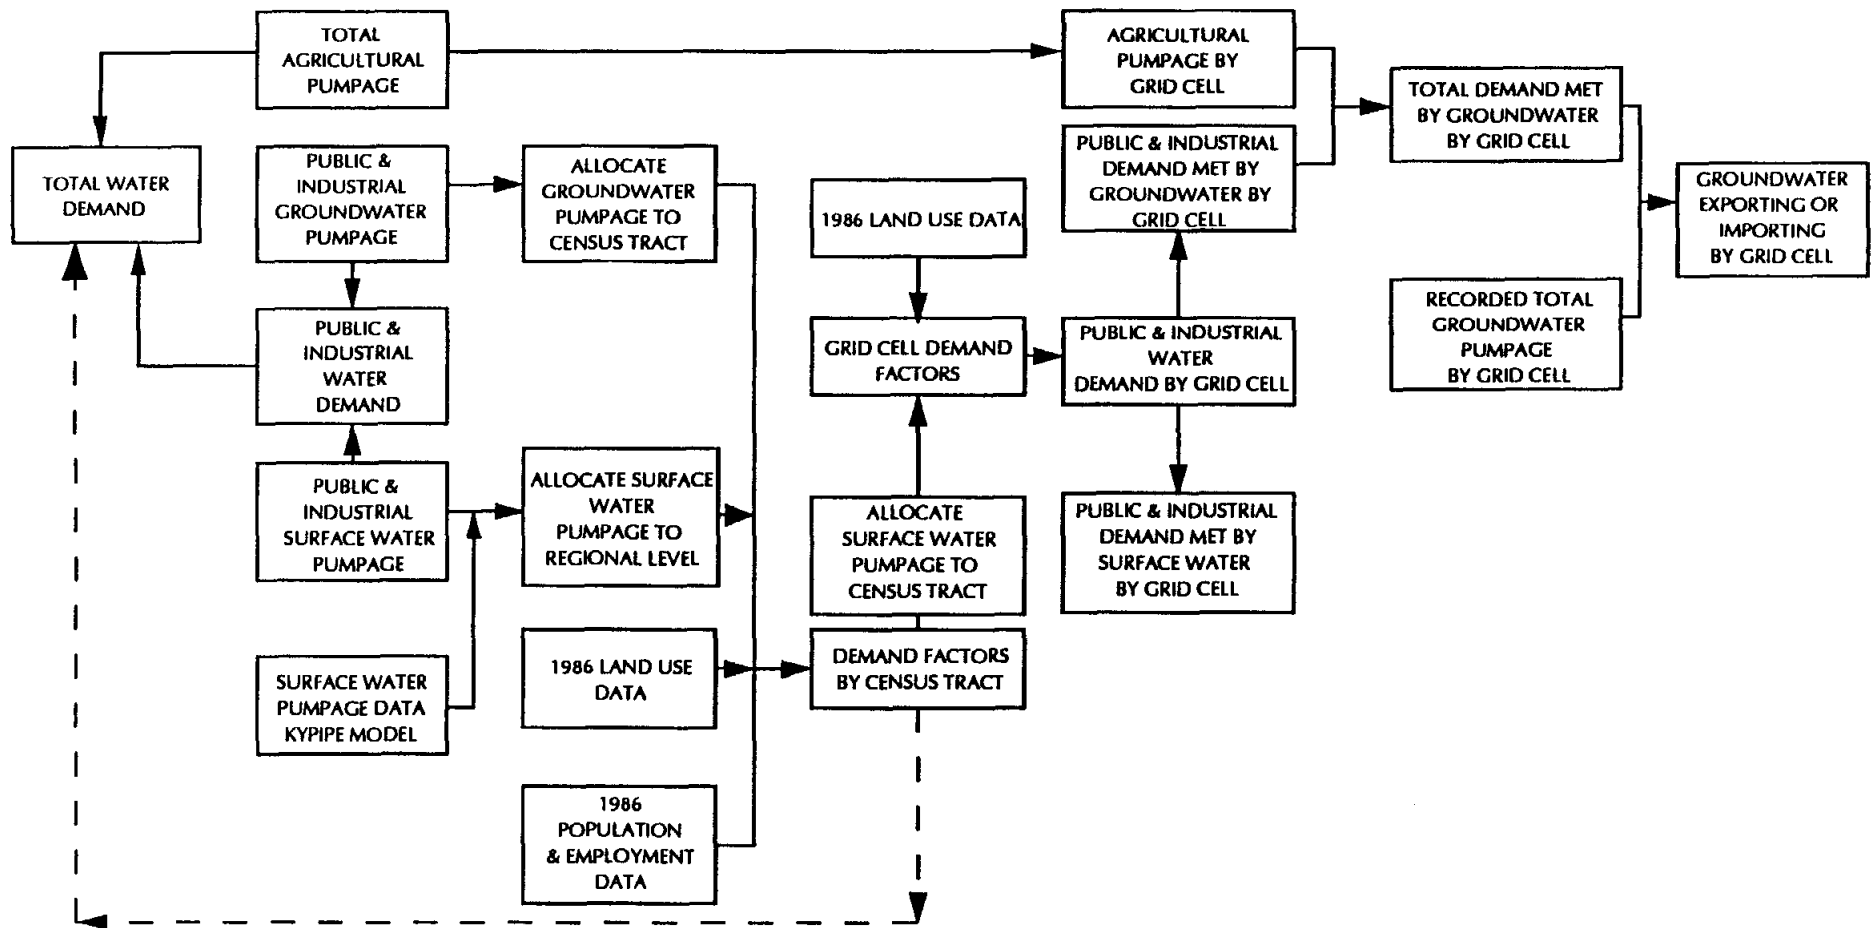 TOTAL
AGRICULTURAL
PUMPAGE
AGRICULTURAL
PUMPAGE BY
GRID CELL
TOTAL DEMAND MET
BY GROUNDWATER
BY GRID CELL
TOTAL WATER
DEMAND
PUBLIC &
INDUSTRIAL
GROUNDWATER
PUMPAGE
ALLOCATE
GROUNDWATER
PUMPAGE TO
CENSUS TRACT
1986 LAND USE DATA
PUBLIC & INDUSTRIAL
DEMAND MET BY
GROUNDWATER BY
GRID CELL
GROUNDWATER
EXPORTING OR
IMPORTING
BY GRID CELL
PUBLIC &
INDUSTRIAL
WATER
DEMAND
GRID CELL DEMAND
FACTORS
PUBLIC & INDUSTRIAL
WATER
DEMAND BY GRID CELL
RECORDED TOTAL
GROUNDWATER
PUMPAGE
BY GRID CELL
PUBLIC &
INDUSTRIAL
SURFACE WATER
PUMPAGE
ALLOCATE SURFACE
WATER
PUMPAGE TO
REGIONAL LEVEL
ALLOCATE
SURFACE WATER
PUMPAGE TO
CENSUS TRACT
PUBLIC & INDUSTRIAL
DEMAND MET BY
SURFACE WATER
BY GRID CELL
SURFACE WATER
PUMPAGE DATA
KYPIPE MODEL
1986 LAND USE
DATA
DEMAND FACTORS
BY CENSUS TRACT
1986
POPULATION
& EMPLOYMENT
DATA